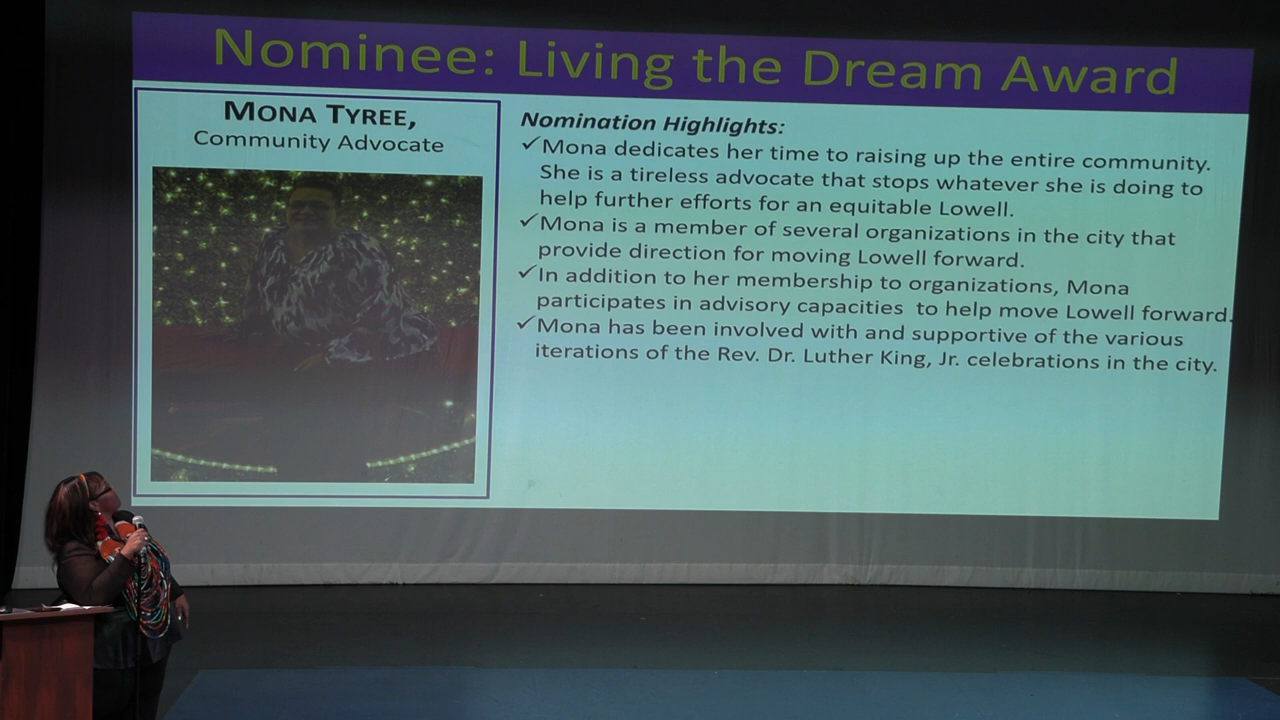 Nominee: Living the Dream Award
MONA TYREE,
Community Advocate
Nomination Highlights:
✓Mona dedicates her time to raising up the entire community.
She is a tireless advocate that stops whatever she is doing to
help further efforts for an equitable Lowell.
✓Mona is a member of several organizations in the city that
provide direction for moving Lowell forward.
✓In addition to her membership to organizations, Mona
participates in advisory capacities to help move Lowell forward.
✓Mona has been involved with and supportive of the various
iterations of the Rev. Dr. Luther King, Jr. celebrations in the city.